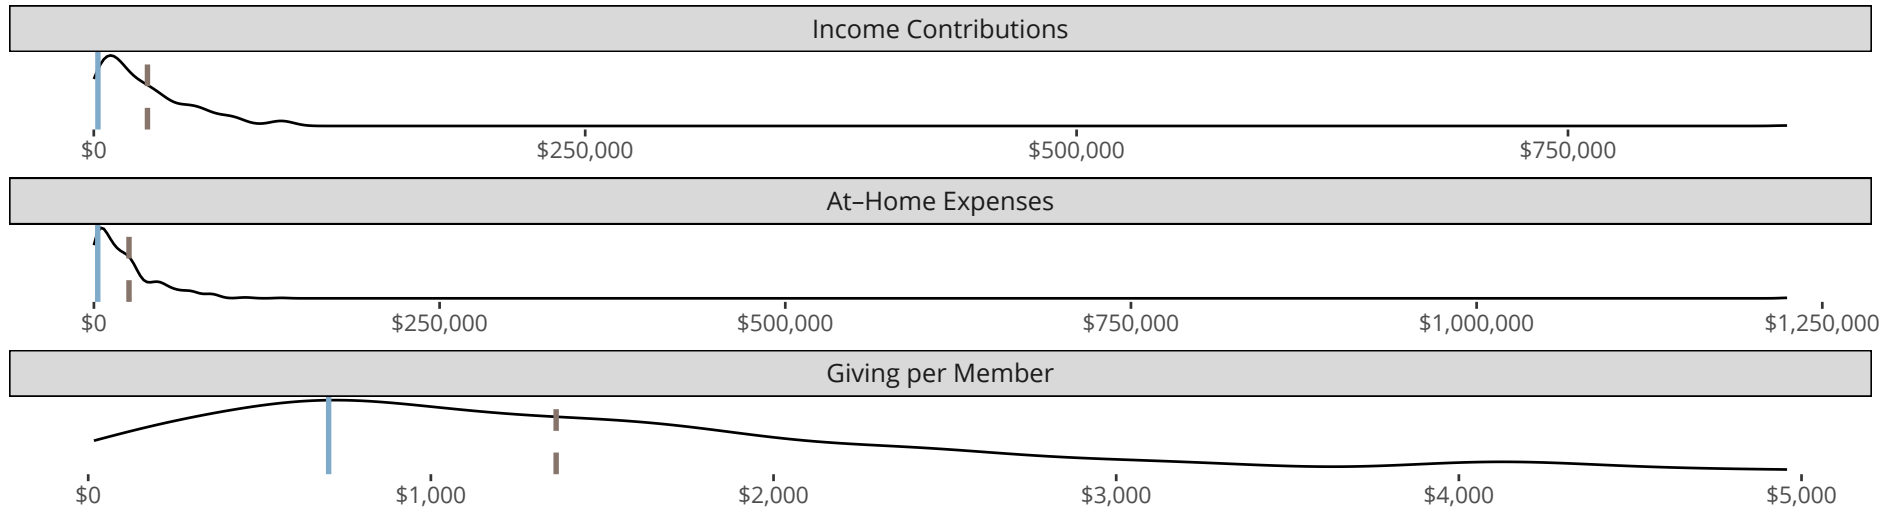 Income Contributions
$0 $250,000 $500,000 $750,000
At–Home Expenses
$0 $250,000 $500,000 $750,000 $1,000,000 $1,250,000
Giving per Member
$0 $1,000 $2,000 $3,000 $4,000 $5,000